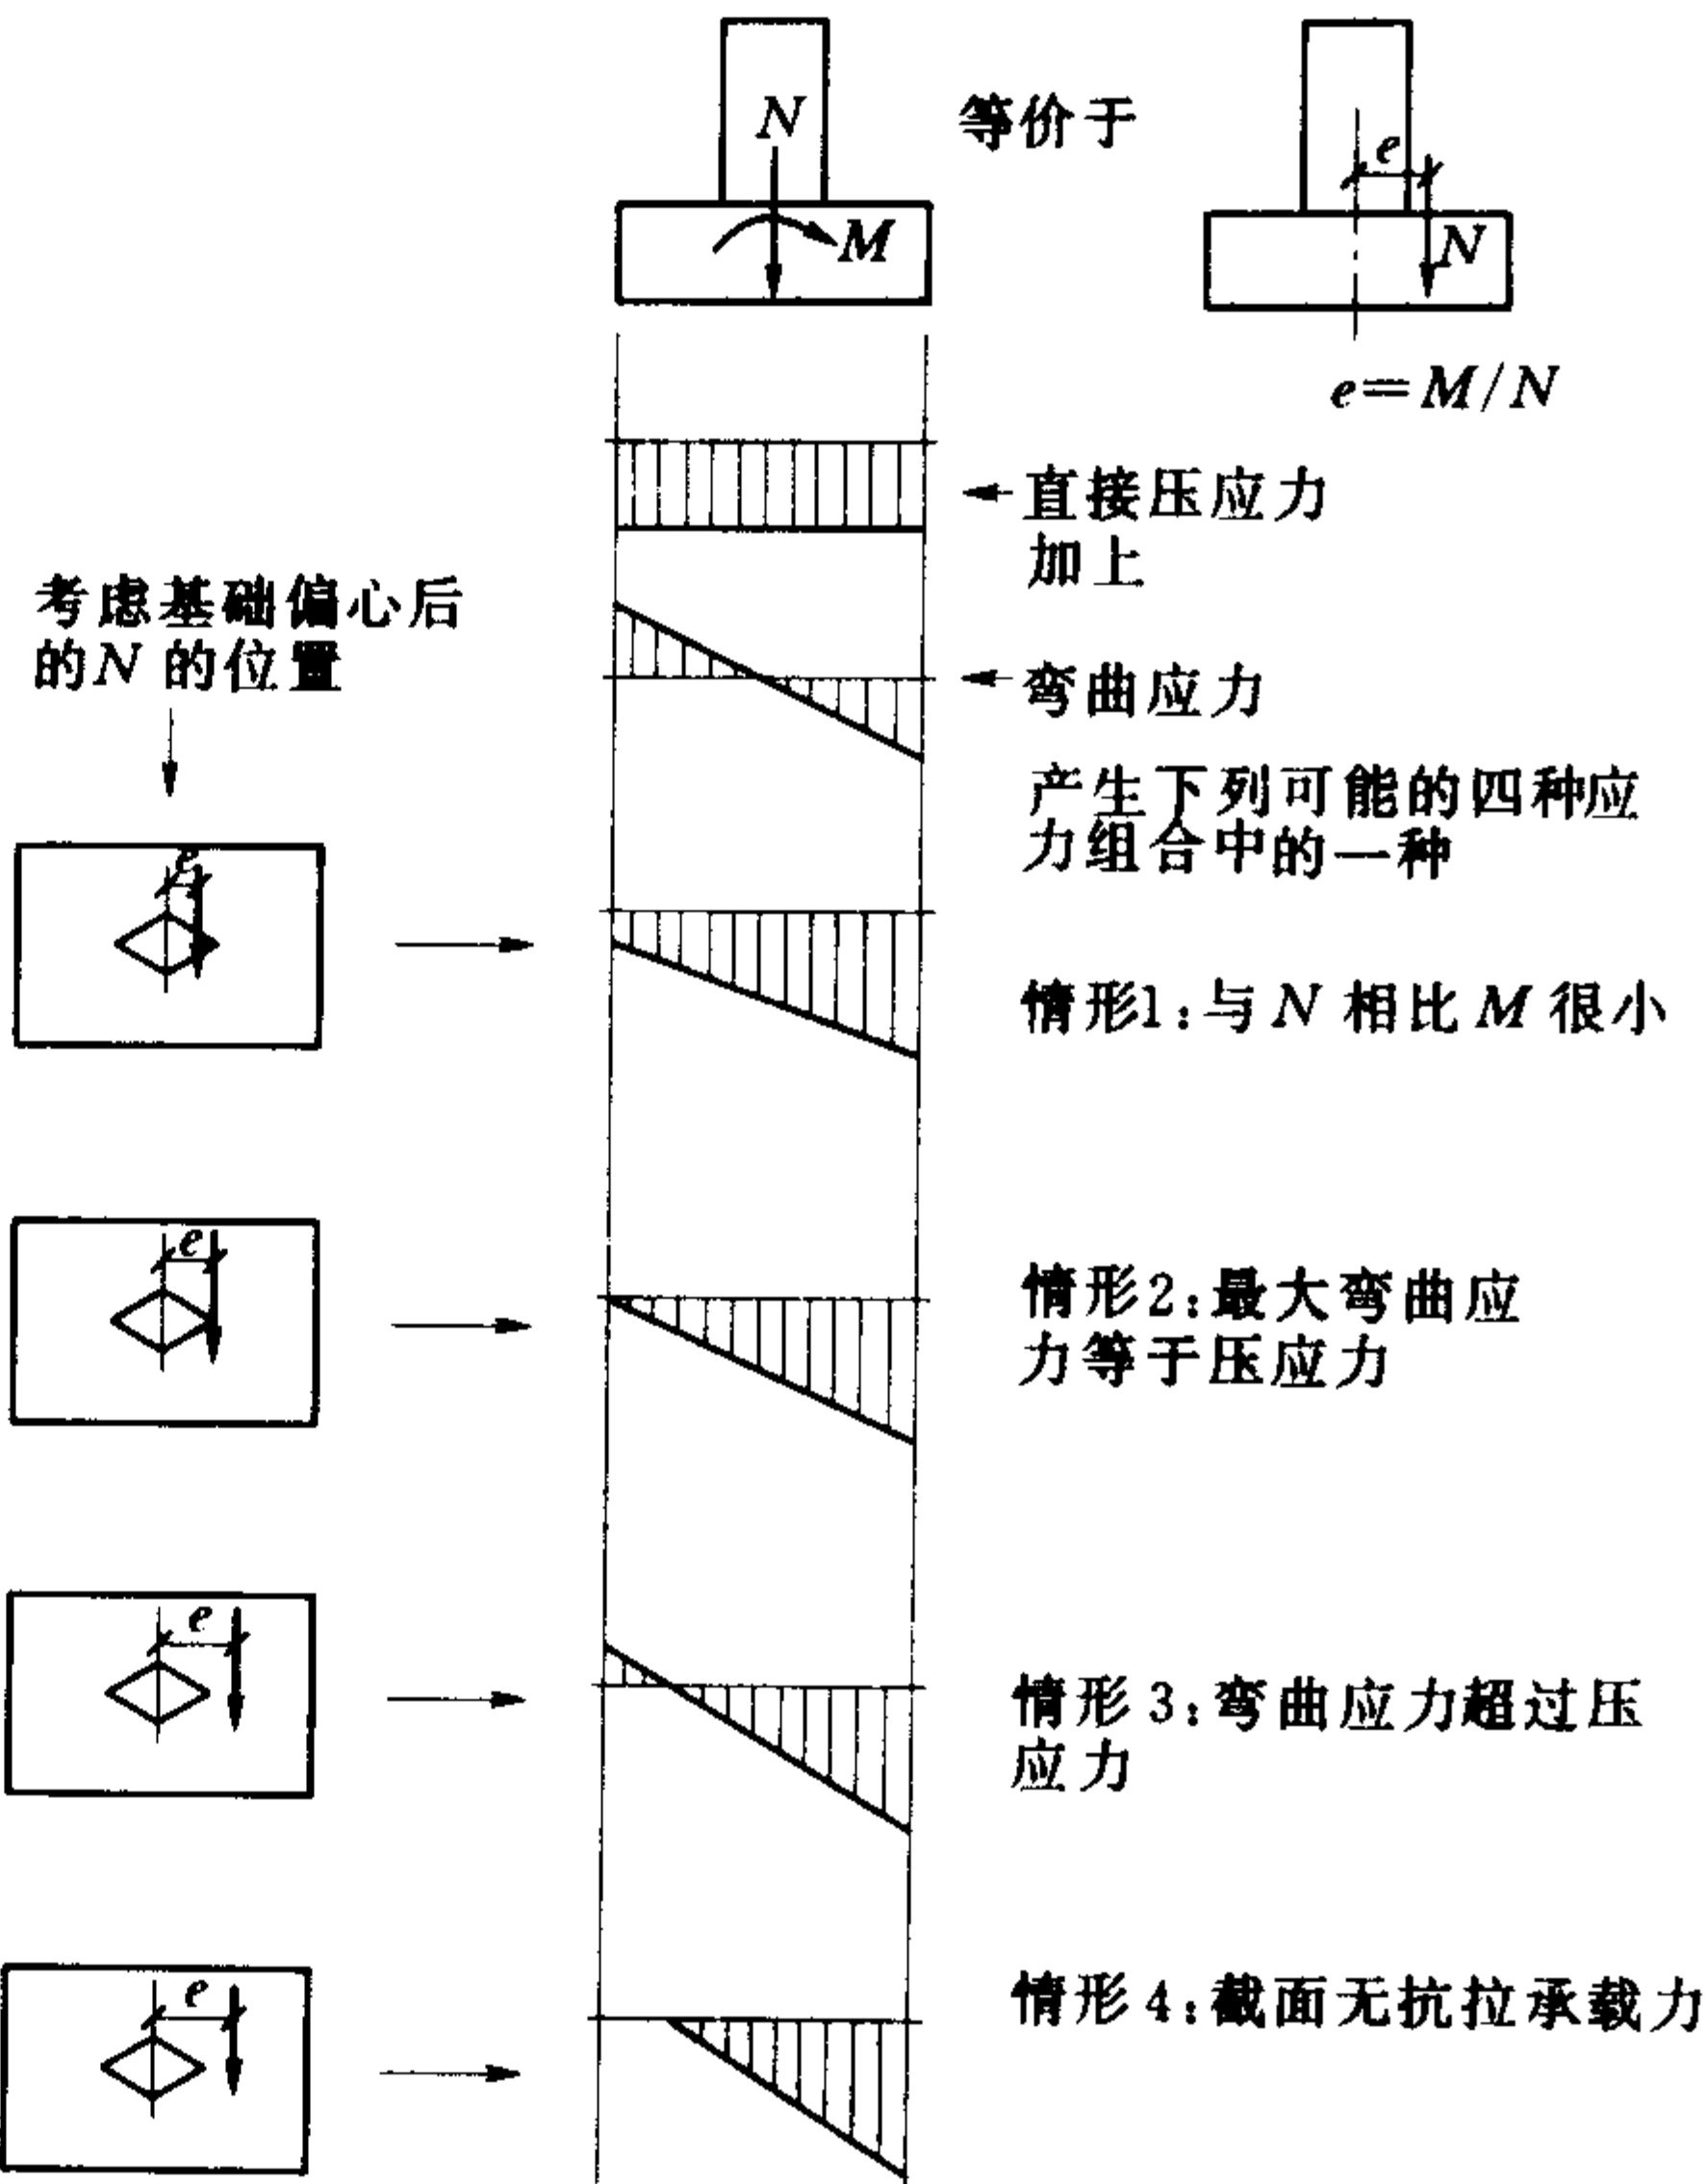 N
M
等价于
e
N
e=M/N
直接压应力
加上
考虑基础偏心后
的N的位置
弯曲应力
产生下列可能的四种应
力组合中的一种
e
情形1:与N相比M很小
e
情形2:最大弯曲应
力等于压应力
e
情形3:弯曲应力超过压
应力
e
情形4:截面无抗拉承载力